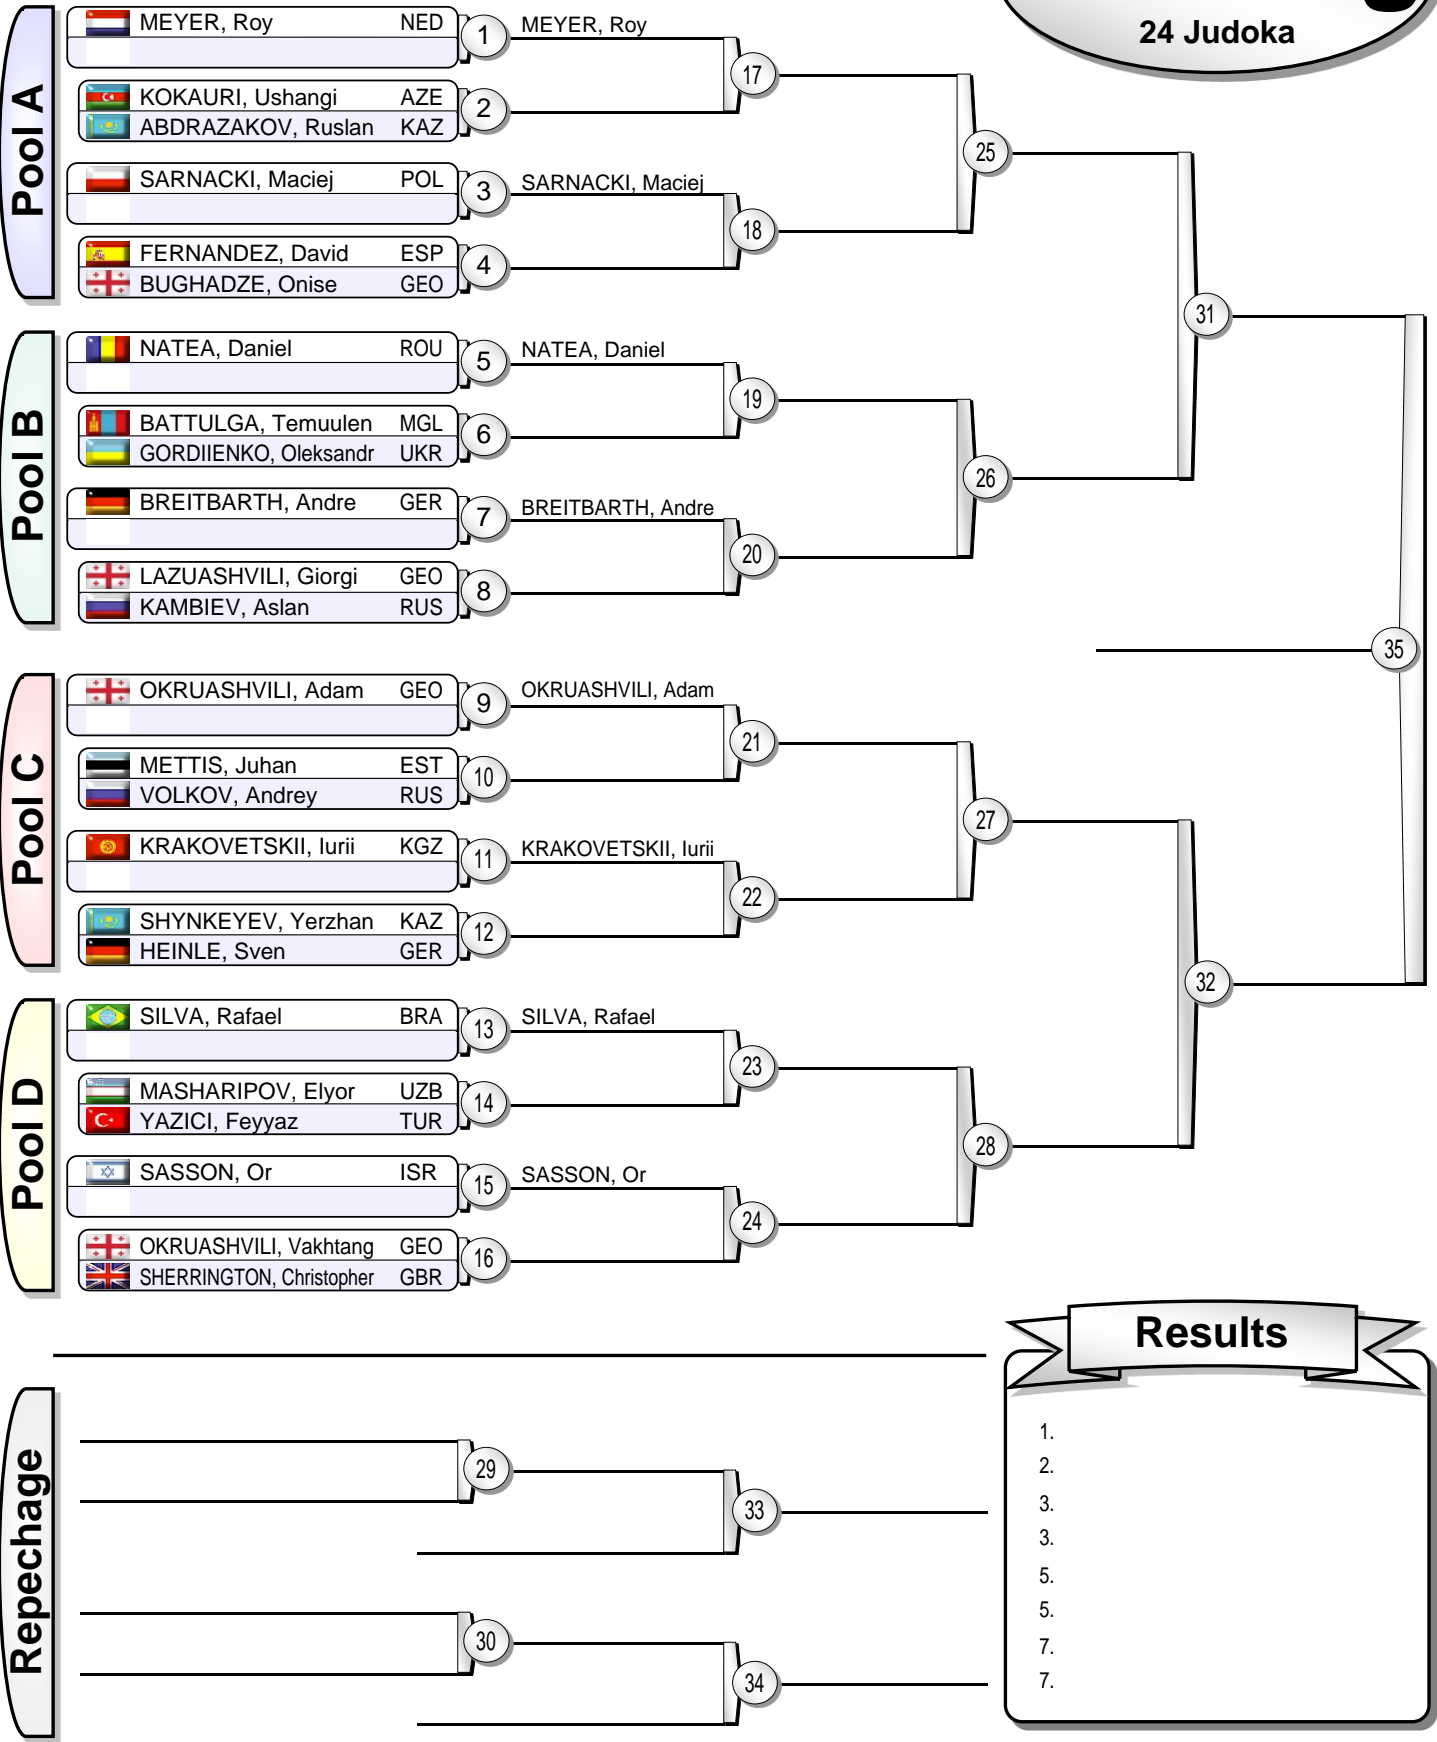 24 Judoka
Pool A
MEYER, Roy NED 1 MEYER, Roy
17
KOKAURI, Ushangi AZE 2
ABDRAZAKOV, Ruslan KAZ
25
SARNACKI, Maciej POL 3 SARNACKI, Maciej
18
FERNANDEZ, David ESP 4
BUGHADZE, Onise GEO
31
Pool B
NATEA, Daniel ROU 5 NATEA, Daniel
19
BATTULGA, Temuulen MGL 6
GORDIIENKO, Oleksandr UKR
26
BREITBARTH, Andre GER 7 BREITBARTH, Andre
20
LAZUASHVILI, Giorgi GEO 8
KAMBIEV, Aslan RUS
35
Pool C
OKRUASHVILI, Adam GEO 9 OKRUASHVILI, Adam
21
METTIS, Juhan EST 10
VOLKOV, Andrey RUS
27
KRAKOVETSKII, Iurii KGZ 11 KRAKOVETSKII, Iurii
22
SHYNKEYEV, Yerzhan KAZ 12
HEINLE, Sven GER
32
Pool D
SILVA, Rafael BRA 13 SILVA, Rafael
23
MASHARIPOV, Elyor UZB 14
YAZICI, Feyyaz TUR
28
SASSON, Or ISR 15 SASSON, Or
24
OKRUASHVILI, Vakhtang GEO 16
SHERRINGTON, Christopher GBR
Repechage
29
33
30
34
Results
1.
2.
3.
3.
5.
5.
7.
7.